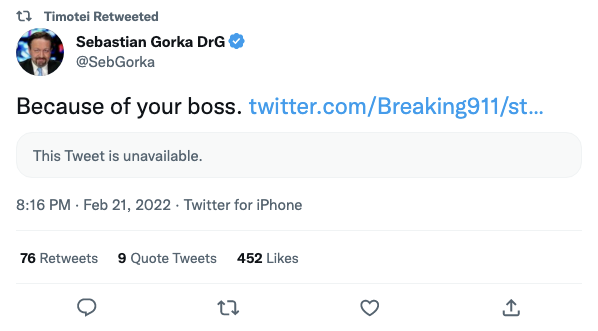 Timotei Retweeted
Sebastian Gorka DrG
@SebGorka
Because of your boss. twitter.com/Breaking911/st...
This Tweet is unavailable.
8:16 PM · Feb 21, 2022 · Twitter for iPhone
76 Retweets 9 Quote Tweets 452 Likes